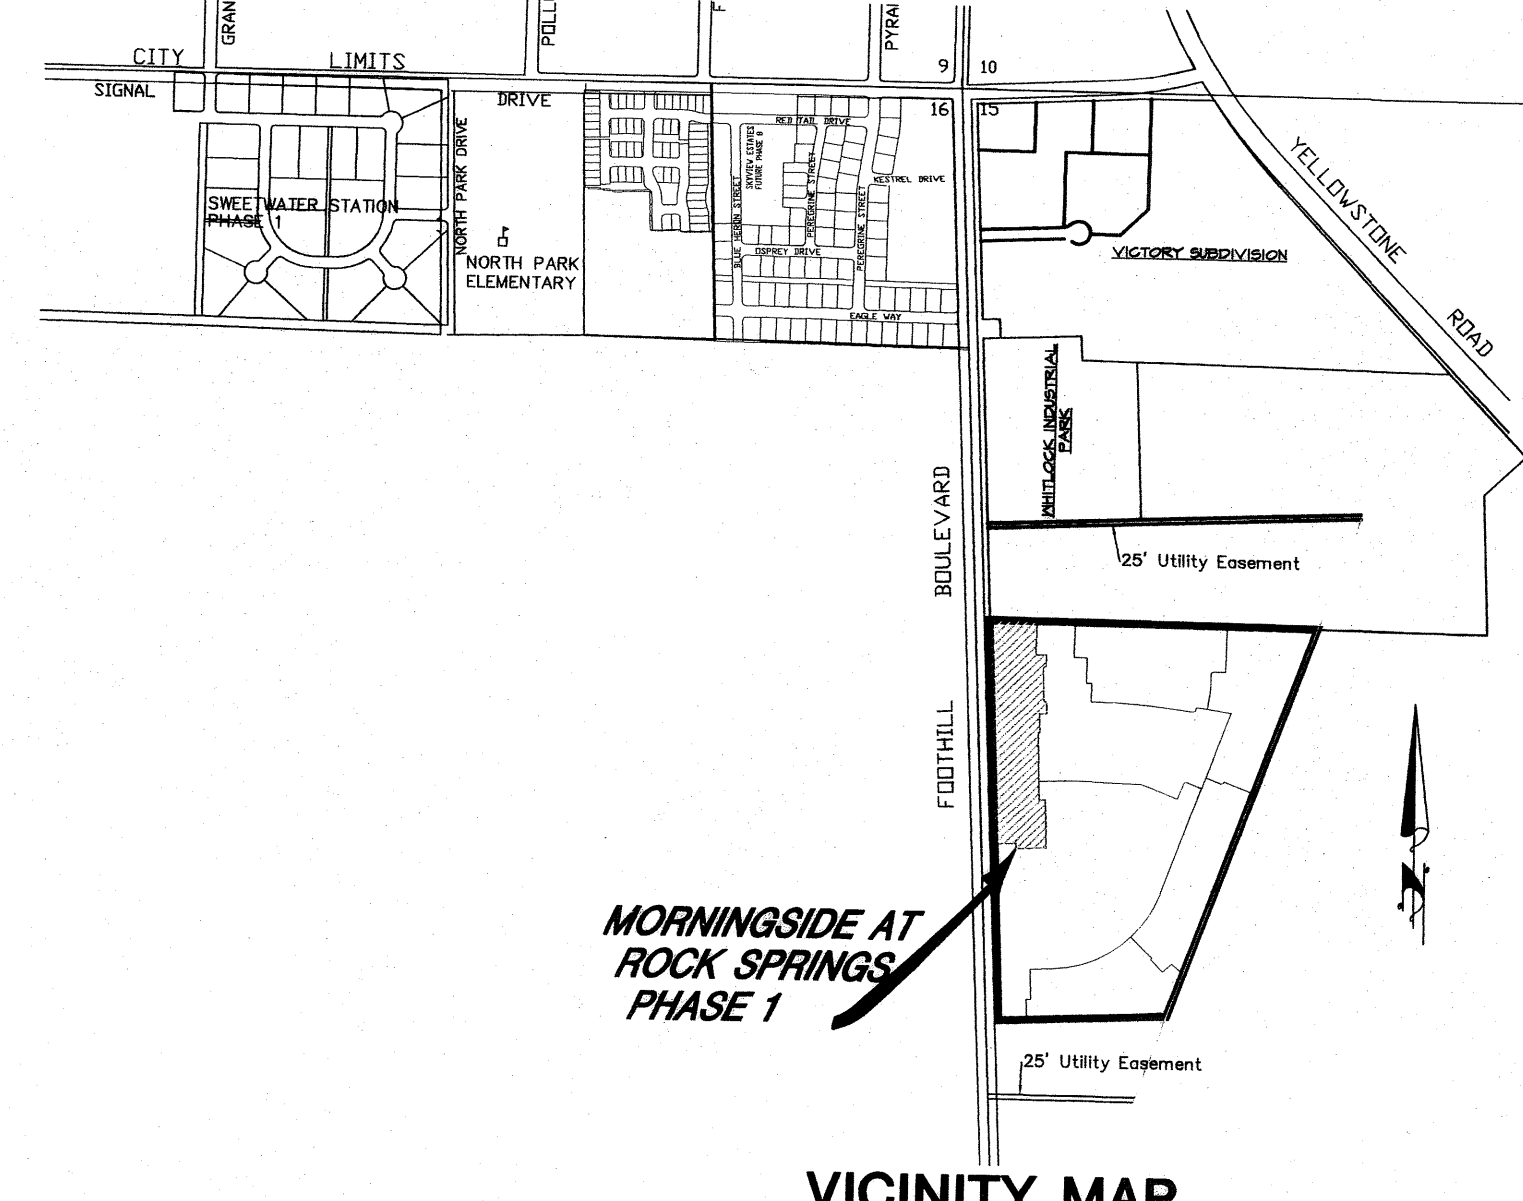 CITY LIMITS
SIGNAL DRIVE
9 10
16 15
NORTH PARK DRIVE
SWEETWATER STATION
PHASE 1
NORTH PARK
ELEMENTARY
RED TAIL DRIVE
SKYVIEW ESTATES
FUTURE PHASE 8
PEREGRINE STREET
KESTREL DRIVE
BLUE HERON STREET
PEREGRINE STREET
OSPREY DRIVE
EAGLE WAY
VICTORY SUBDIVISION
YELLOWSTONE ROAD
WHITLOCK INDUSTRIAL
PARK
25' Utility Easement
FOOTHILL BOULEVARD
MORNINGSIDE AT
ROCK SPRINGS
PHASE 1
25' Utility Easement
VICINITY MAP